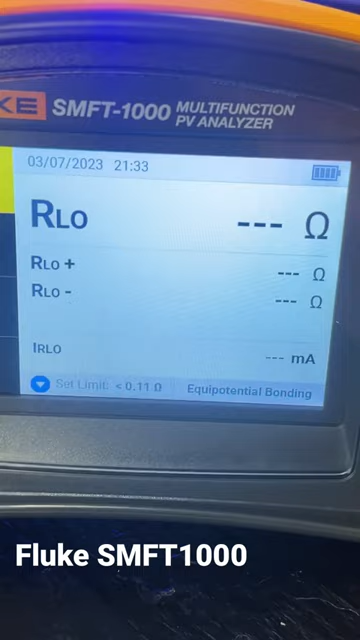 KE SMFT-1000 MULTIFUNCTION
PV ANALYZER
03/07/2023 21:33
RLO --- Ω
RLO + --- Ω
RLO - --- Ω
IRLO --- mA
Set Limit: < 0.11 Ω Equipotential Bonding
Fluke SMFT1000